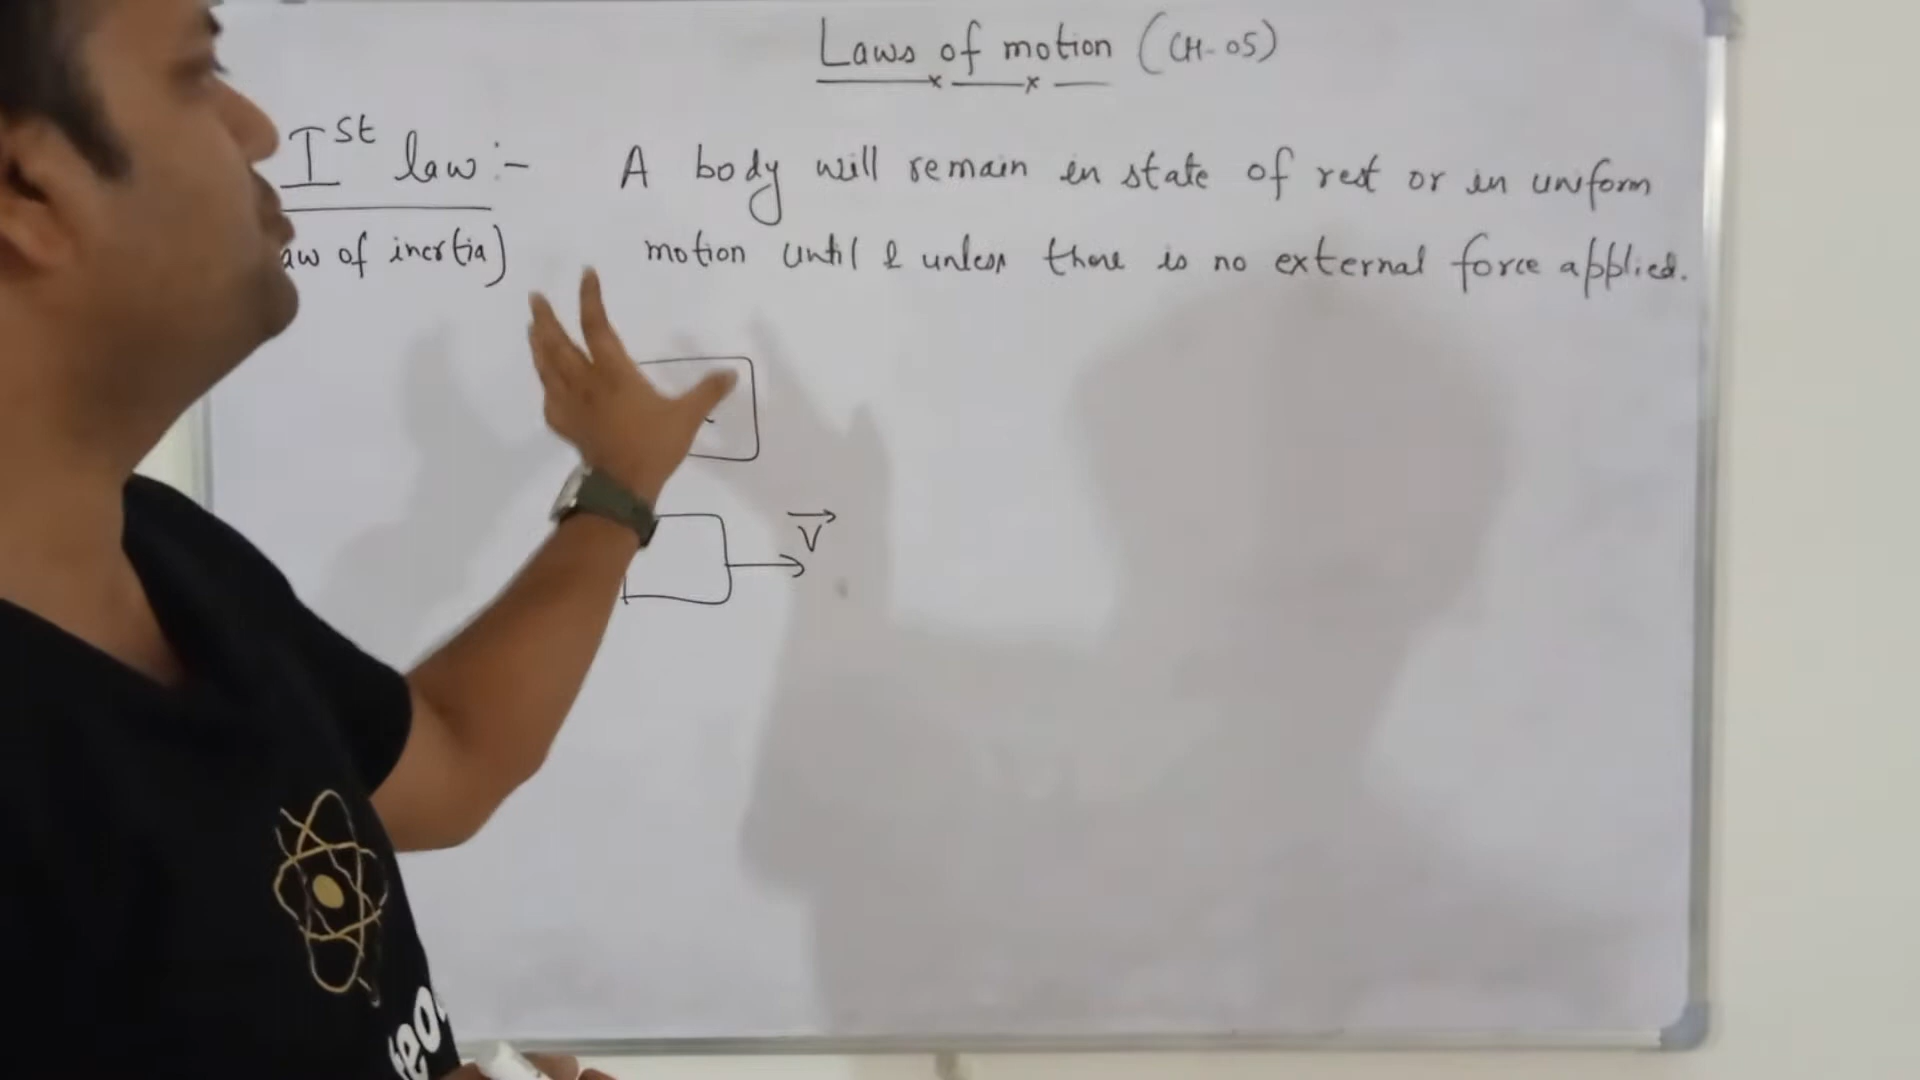 Laws of motion (CH-05)
Ist law :- A body will remain in state of rest or in uniform
aw of inertia) motion until & unless there is no external force applied.
V